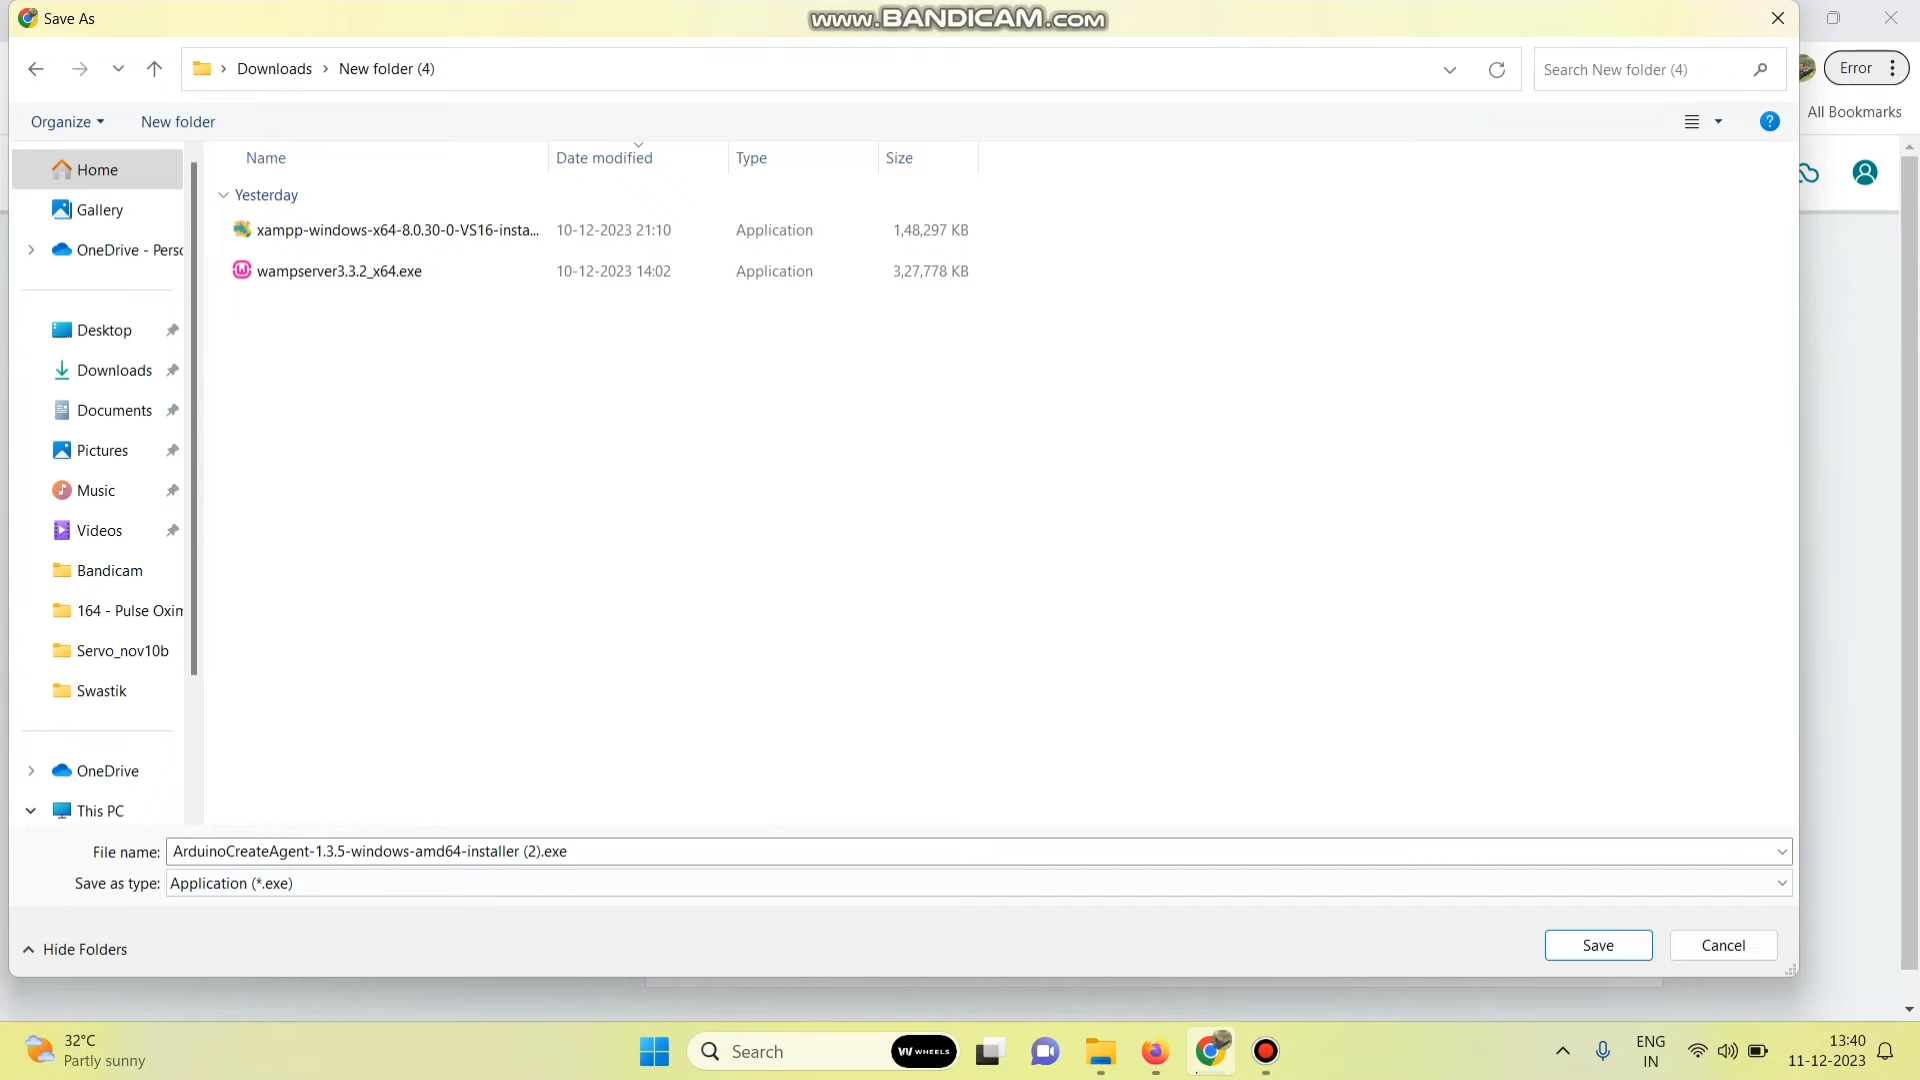 Save As
www.BANDICAM.com
Downloads > New folder (4)
Search New folder (4)
Error
Organize
New folder
All Bookmarks
Name
Date modified
Type
Size
Home
Gallery
OneDrive - Persc
Desktop
Downloads
Documents
Pictures
Music
Videos
Bandicam
164 - Pulse Oxin
Servo_nov10b
Swastik
OneDrive
This PC
Yesterday
xampp-windows-x64-8.0.30-0-VS16-insta... 10-12-2023 21:10 Application 1,48,297 KB
wampserver3.3.2_x64.exe 10-12-2023 14:02 Application 3,27,778 KB
File name: ArduinoCreateAgent-1.3.5-windows-amd64-installer (2).exe
Save as type: Application (*.exe)
Hide Folders
Save
Cancel
32°C
Partly sunny
Search
WHEELS
ENG
IN
13:40
11-12-2023